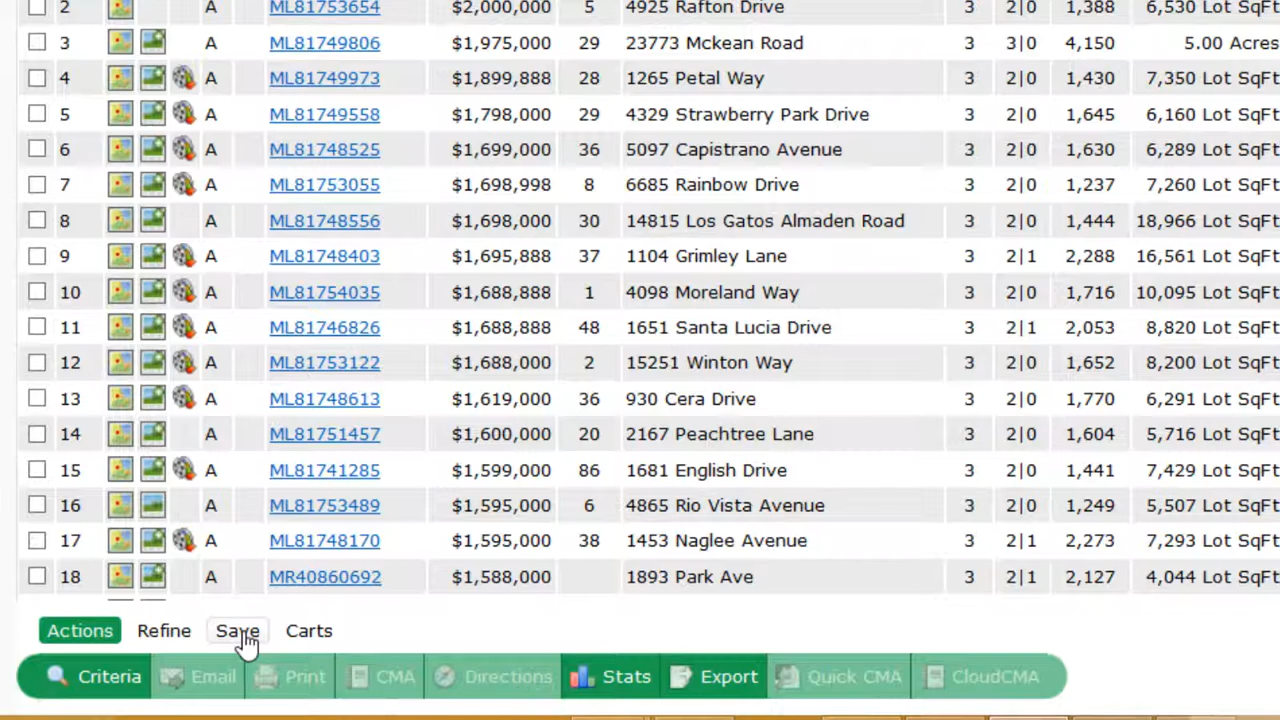 2 A ML81753654 $2,000,000 5 4925 Rafton Drive 3 2|0 1,388 6,530 Lot SqFt
3 A ML81749806 $1,975,000 29 23773 Mckean Road 3 3|0 4,150 5.00 Acres
4 A ML81749973 $1,899,888 28 1265 Petal Way 3 2|0 1,430 7,350 Lot SqFt
5 A ML81749558 $1,798,000 29 4329 Strawberry Park Drive 3 2|0 1,645 6,160 Lot SqFt
6 A ML81748525 $1,699,000 36 5097 Capistrano Avenue 3 2|0 1,630 6,289 Lot SqFt
7 A ML81753055 $1,698,998 8 6685 Rainbow Drive 3 2|0 1,237 7,260 Lot SqFt
8 A ML81748556 $1,698,000 30 14815 Los Gatos Almaden Road 3 2|0 1,444 18,966 Lot SqFt
9 A ML81748403 $1,695,888 37 1104 Grimley Lane 3 2|1 2,288 16,561 Lot SqFt
10 A ML81754035 $1,688,888 1 4098 Moreland Way 3 2|0 1,716 10,095 Lot SqFt
11 A ML81746826 $1,688,888 48 1651 Santa Lucia Drive 3 2|1 2,053 8,820 Lot SqFt
12 A ML81753122 $1,688,000 2 15251 Winton Way 3 2|0 1,652 8,200 Lot SqFt
13 A ML81748613 $1,619,000 36 930 Cera Drive 3 2|0 1,770 6,291 Lot SqFt
14 A ML81751457 $1,600,000 20 2167 Peachtree Lane 3 2|0 1,604 5,716 Lot SqFt
15 A ML81741285 $1,599,000 86 1681 English Drive 3 2|0 1,441 7,429 Lot SqFt
16 A ML81753489 $1,595,000 6 4865 Rio Vista Avenue 3 2|0 1,249 5,507 Lot SqFt
17 A ML81748170 $1,595,000 38 1453 Naglee Avenue 3 2|1 2,273 7,293 Lot SqFt
18 A MR40860692 $1,588,000 1893 Park Ave 3 2|1 2,127 4,044 Lot SqFt
Actions Refine Save Carts
Criteria Email Print CMA Directions Stats Export Quick CMA CloudCMA